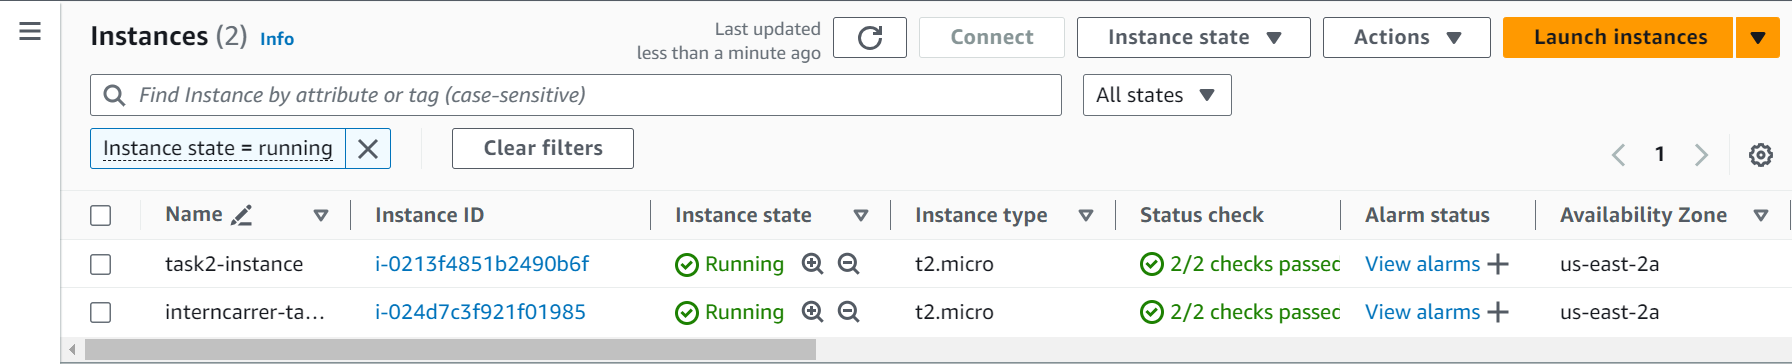 Instances (2) Info
Last updated
less than a minute ago
Connect
Instance state
Actions
Launch instances
Find Instance by attribute or tag (case-sensitive)
All states
Instance state = running
Clear filters
1
Name Instance ID Instance state Instance type Status check Alarm status Availability Zone
task2-instance i-0213f4851b2490b6f Running t2.micro 2/2 checks passed View alarms us-east-2a
interncarrer-ta... i-024d7c3f921f01985 Running t2.micro 2/2 checks passed View alarms us-east-2a